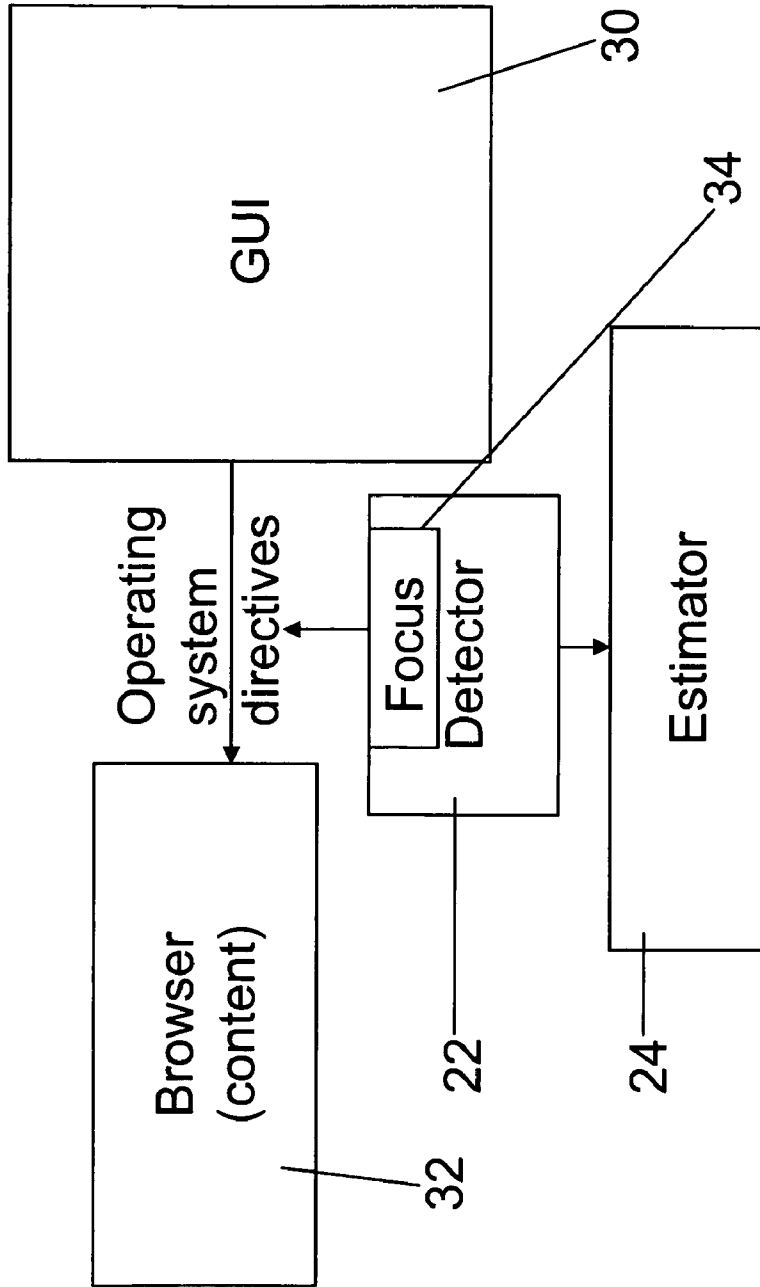 Browser
(content)
32
Operating
system
directives
GUI
30
Focus
Detector
34
22
Estimator
24